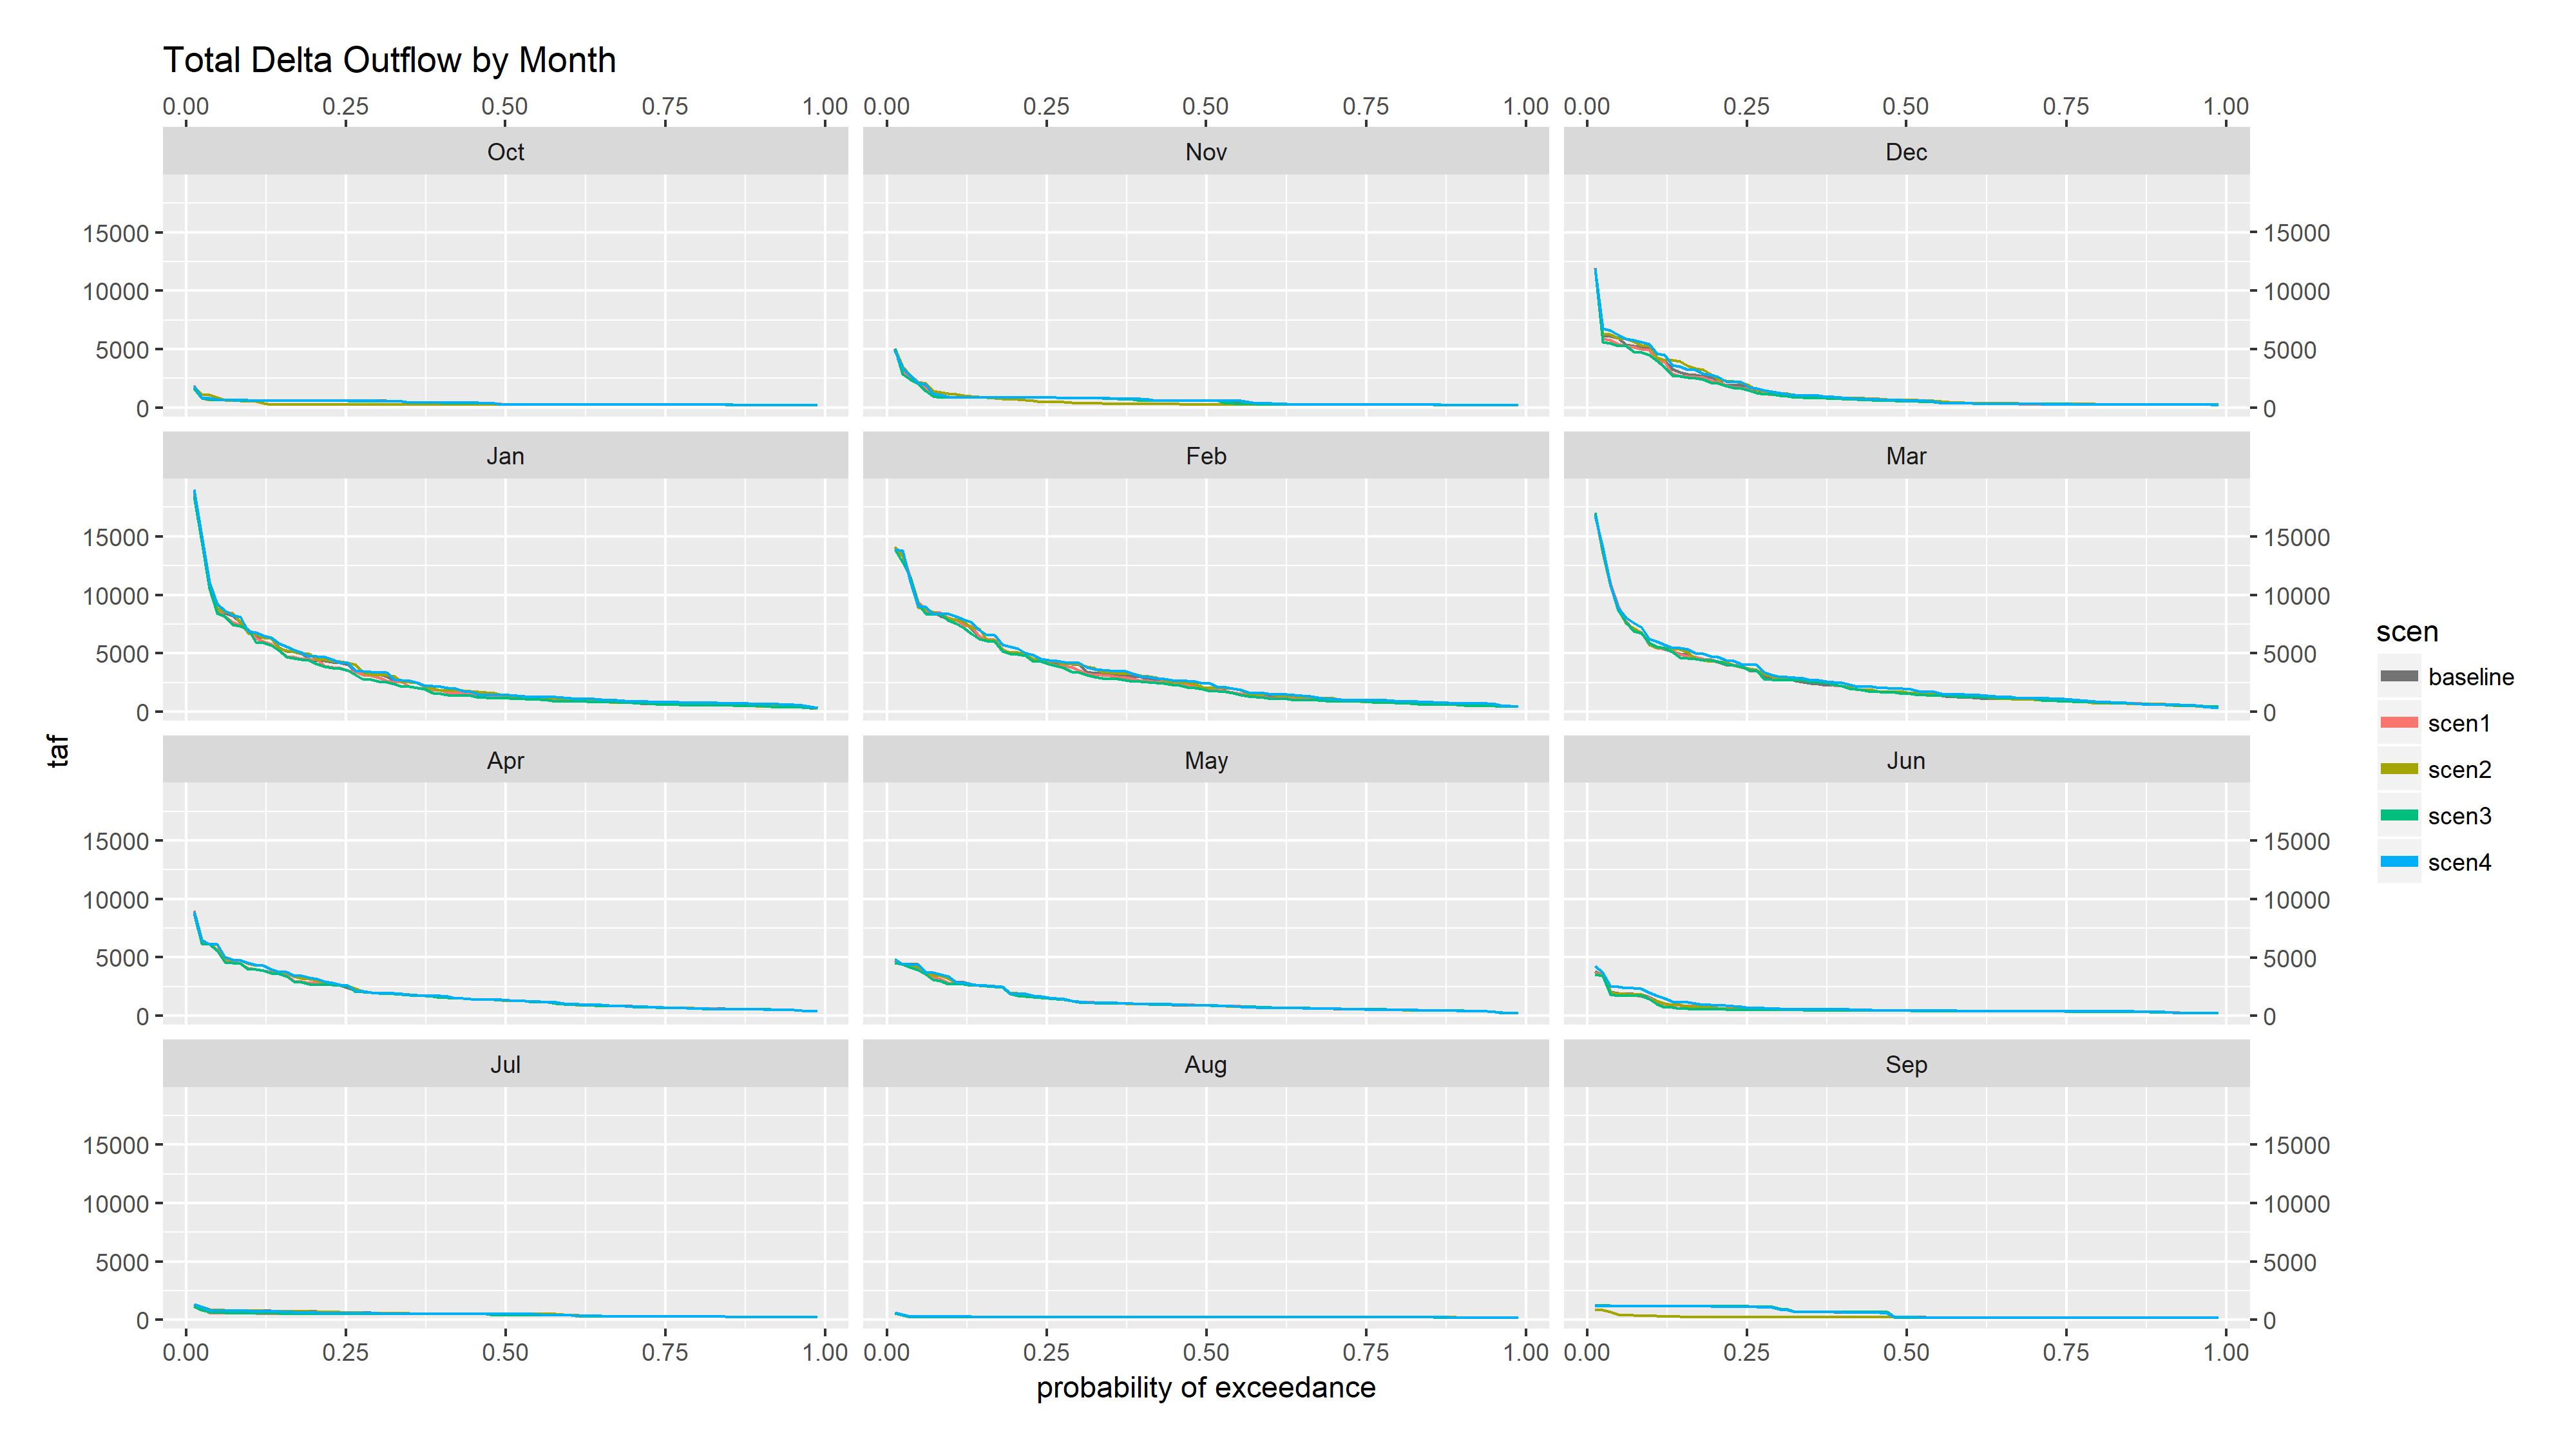 Total Delta Outflow by Month
0.00 0.25 0.50 0.75 1.00 0.00 0.25 0.50 0.75 1.00 0.00 0.25 0.50 0.75 1.00
Oct Nov Dec
15000 15000
10000 10000
5000 5000
0 0
Jan Feb Mar
15000 15000
10000 10000
5000 5000
0 0
taf
Apr May Jun
15000 15000
10000 10000
5000 5000
0 0
Jul Aug Sep
15000 15000
10000 10000
5000 5000
0 0
0.00 0.25 0.50 0.75 1.00 0.00 0.25 0.50 0.75 1.00 0.00 0.25 0.50 0.75 1.00
probability of exceedance
scen
baseline
scen1
scen2
scen3
scen4